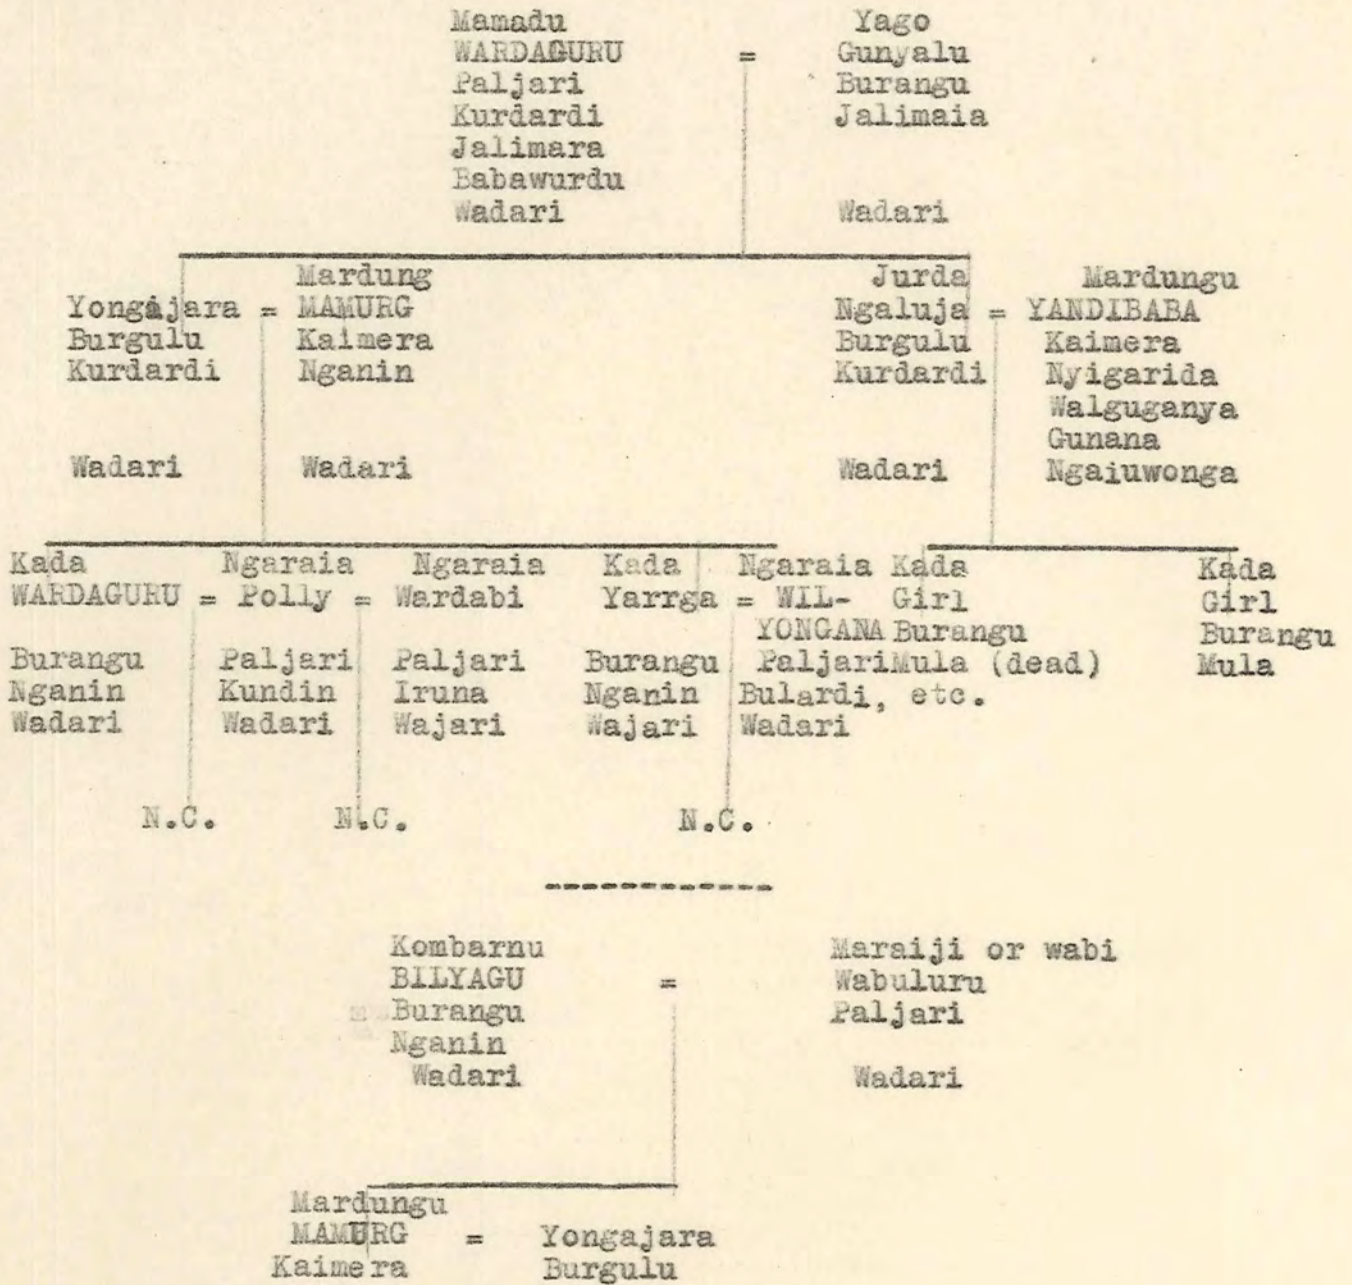 Mamadu Yago
WARDAGURU = Gunyalu
Paljari Burangu
Kurdardi Jalimaia
Jalimara
Babawurdu
Wadari Wadari
Mardung Jurda Mardungu
Yongajara = MAMURG Ngaluja = YANDIBABA
Burgulu Kaimera Burgulu Kaimera
Kurdardi Nganin Kurdardi Nyigarida
Walguganya
Gunana
Wadari Wadari Wadari Ngaiuwonga
Kada Ngaraia Ngaraia Kada Ngaraia Kada Kada
WARDAGURU = Polly = Wardabi Yarrga = WIL- Girl Girl
YONGANA Burangu Burangu
Burangu Paljari Paljari Burangu Paljari Mula (dead) Mula
Nganin Kundin Iruna Nganin Bulardi, etc.
Wadari Wadari Wajari Wajari Wadari
N.C. N.C. N.C.
Kombarnu Maraiji or wabi
BILYAGU = Wabuluru
Burangu Paljari
Nganin
Wadari Wadari
Mardungu
MAMURG = Yongajara
Kaimera Burgulu